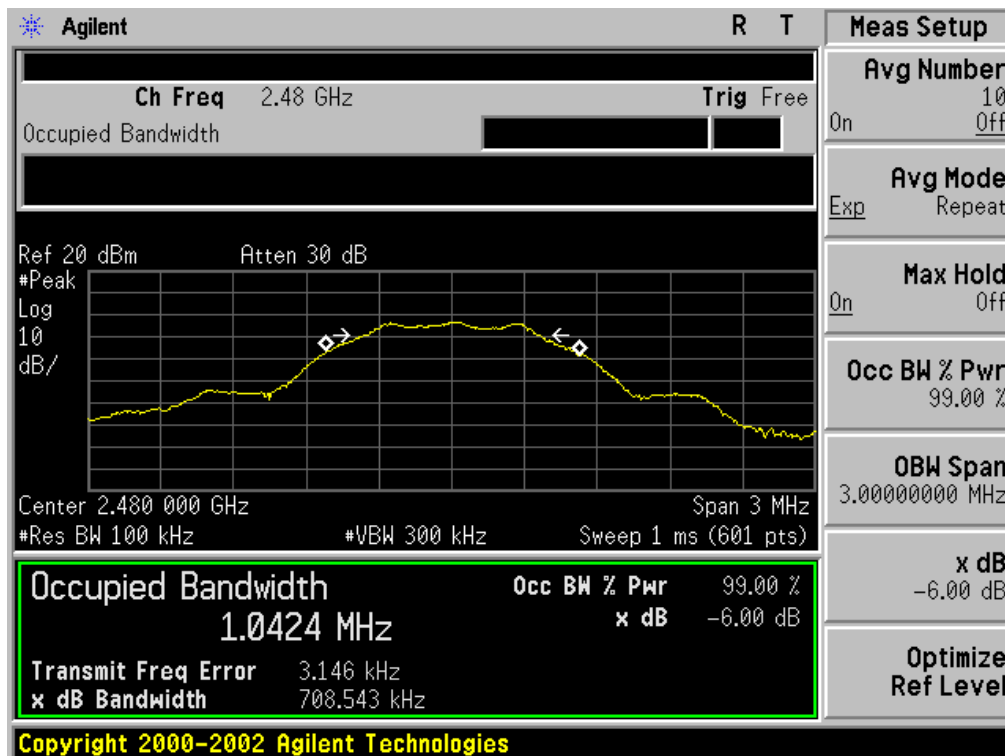 Agilent R T
Ch Freq 2.48 GHz Trig Free
Occupied Bandwidth
Ref 20 dBm Atten 30 dB
#Peak
Log
10
dB/
Center 2.480 000 GHz Span 3 MHz
#Res BW 100 kHz #VBW 300 kHz Sweep 1 ms (601 pts)
Occupied Bandwidth Occ BW % Pwr 99.00 %
1.0424 MHz x dB -6.00 dB
Transmit Freq Error 3.146 kHz
x dB Bandwidth 708.543 kHz
Copyright 2000-2002 Agilent Technologies
Meas Setup
Avg Number
10
On Off
Avg Mode
Exp Repeat
Max Hold
On Off
Occ BW % Pwr
99.00 %
OBW Span
3.00000000 MHz
x dB
-6.00 dB
Optimize
Ref Level